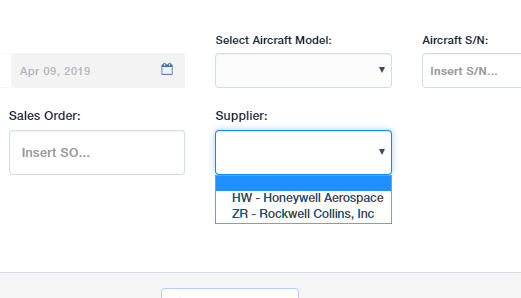 Select Aircraft Model:
Aircraft S/N:
Apr 09, 2019
Insert S/N...
Sales Order:
Supplier:
Insert SO...
HW - Honeywell Aerospace
ZR - Rockwell Collins, Inc